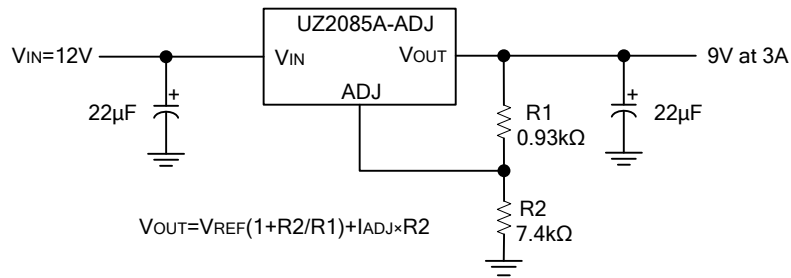 UZ2085A-ADJ
VIN=12V
VIN
VOUT
9V at 3A
ADJ
22µF
R1
0.93kΩ
22µF
R2
7.4kΩ
VOUT=VREF(1+R2/R1)+IADJ×R2